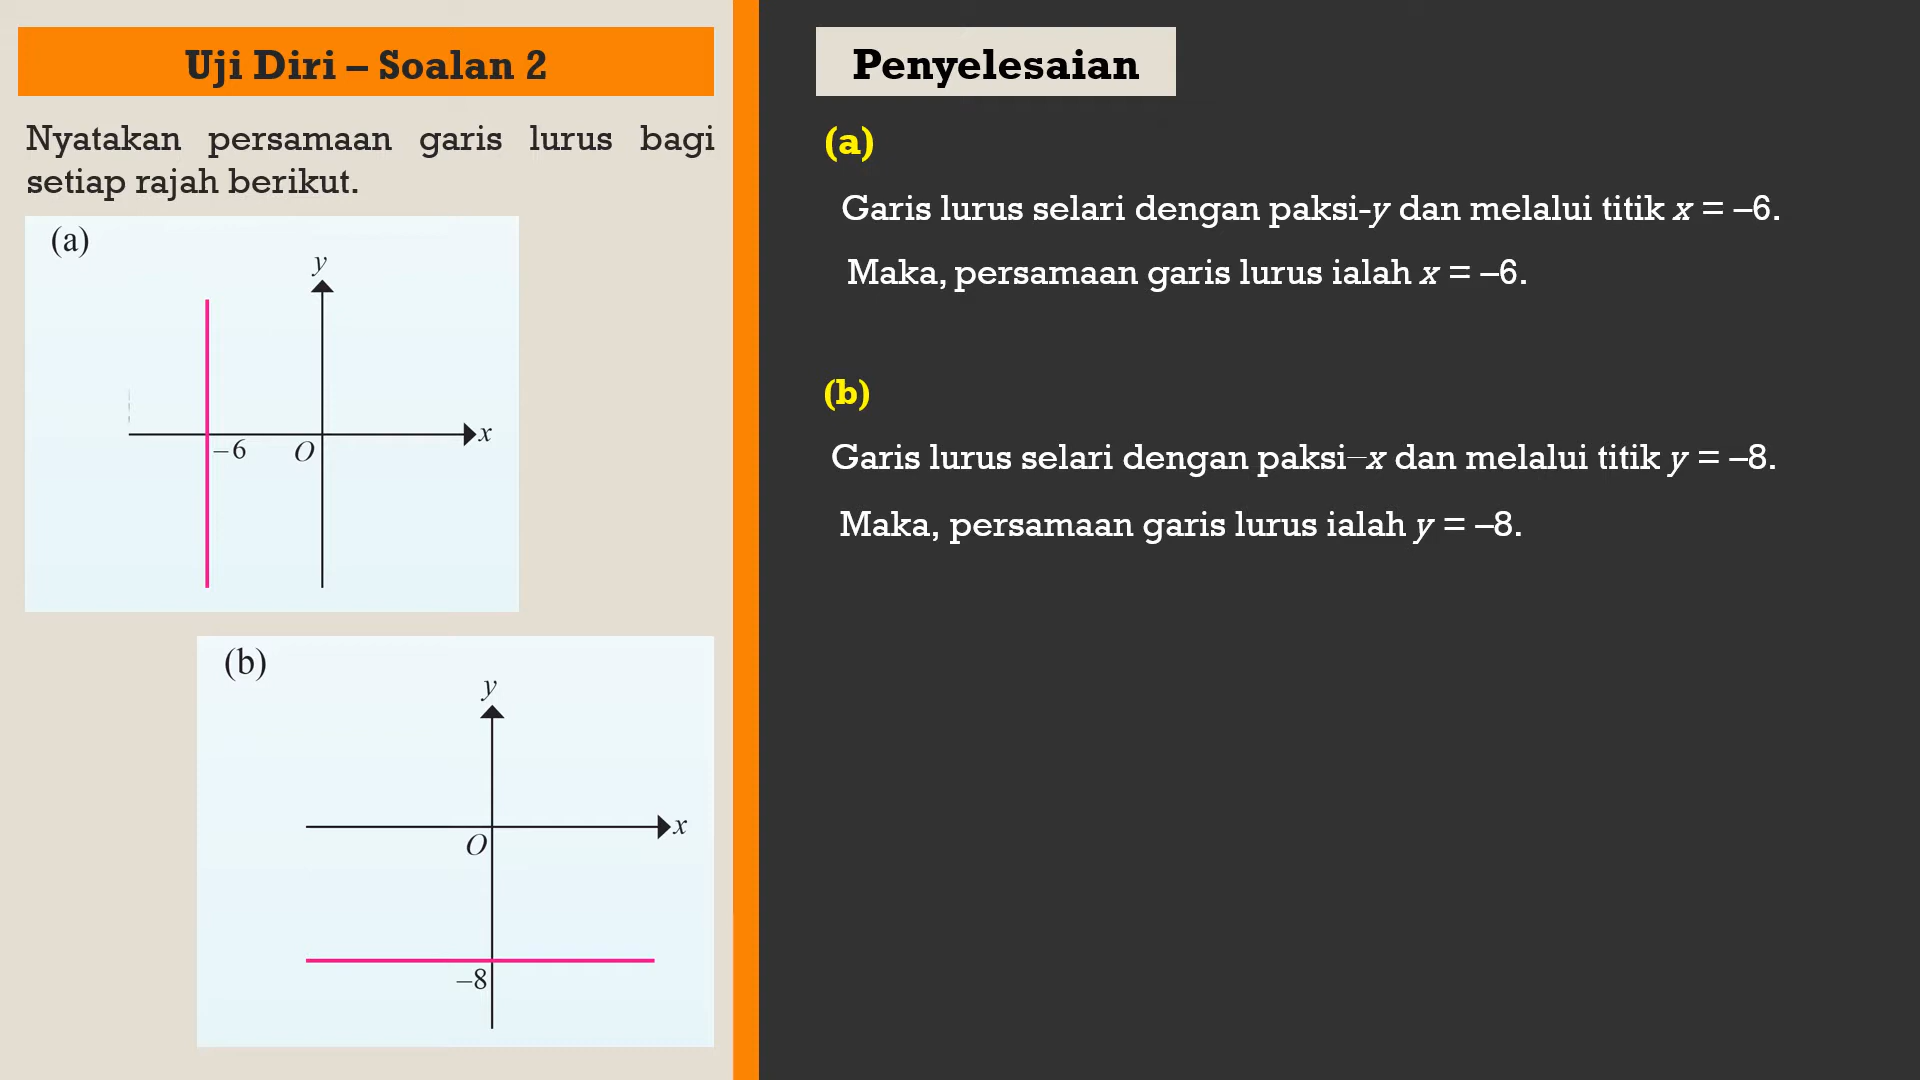 Uji Diri – Soalan 2
Nyatakan persamaan garis lurus bagi
setiap rajah berikut.
(a)
y
x
–6
O
(b)
y
x
O
–8
Penyelesaian
(a)
Garis lurus selari dengan paksi-y dan melalui titik x = –6.
Maka, persamaan garis lurus ialah x = –6.
(b)
Garis lurus selari dengan paksi–x dan melalui titik y = –8.
Maka, persamaan garis lurus ialah y = –8.